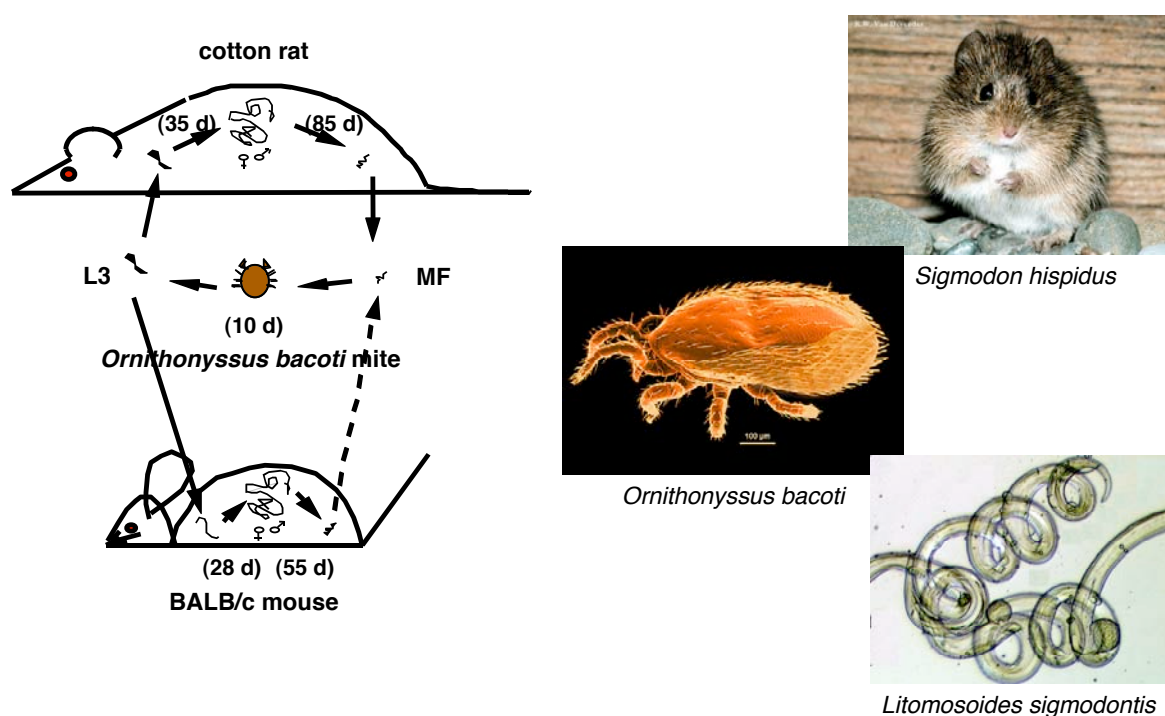 cotton rat
(35 d)
(85 d)
♀ ♂
L3
MF
(10 d)
Ornithonyssus bacoti mite
♀ ♂
(28 d) (55 d)
BALB/c mouse
Sigmodon hispidus
100 µm
Ornithonyssus bacoti
Litomosoides sigmodontis